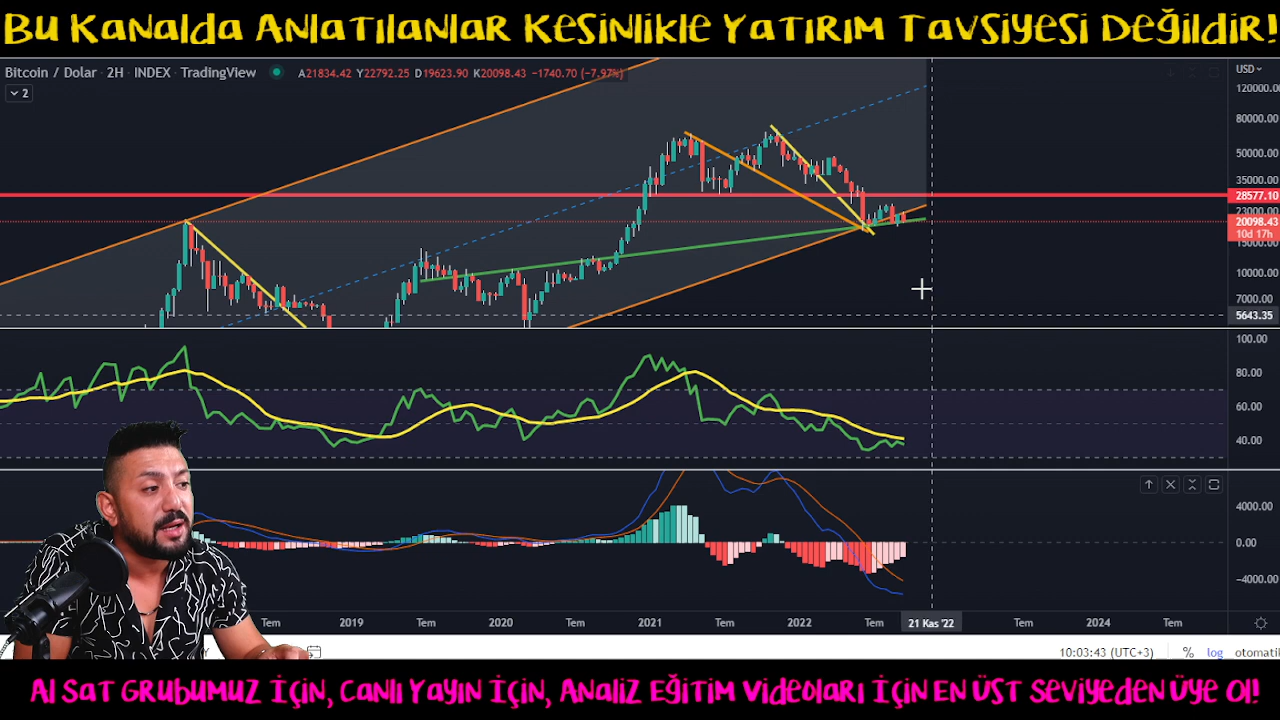 Bu Kanalda Anlatılanlar Kesinlikle Yatırım Tavsiyesi Değildir!
Bitcoin / Dolar · 2H · INDEX · TradingView A21834.42 Y22792.25 D19623.90 K20098.43 −1740.70 (−7.97%)
USD
2
120000.00
80000.00
50000.00
35000.00
28577.10
23000.00
20098.43
10d 17h
15000.00
10000.00
7000.00
5643.35
100.00
80.00
60.00
40.00
4000.00
0.00
−4000.00
Tem 2019 Tem 2020 Tem 2021 Tem 2022 Tem 21 Kas '22 Tem 2024 Tem
10:03:43 (UTC+3) % log otomati
Al Sat Grubumuz İçin, Canlı Yayın İçin, Analiz Eğitim Videoları İçin En Üst Seviyeden Üye Ol!